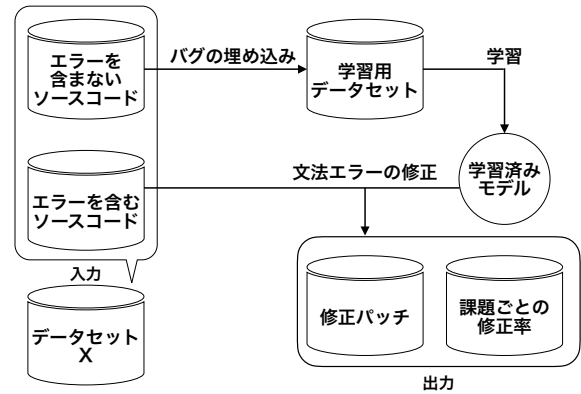 エラーを
含まない
ソースコード
バグの埋め込み
学習用
データセット
学習
エラーを含む
ソースコード
文法エラーの修正
学習済み
モデル
入力
データセット
X
修正パッチ
課題ごとの
修正率
出力